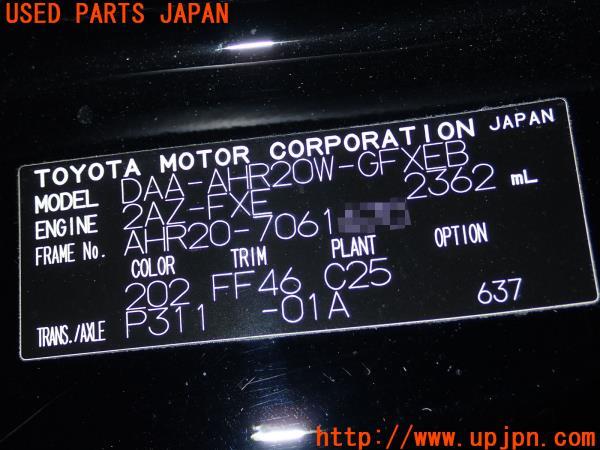 USED PARTS JAPAN
TOYOTA MOTOR CORPORATION JAPAN
MODEL DAA-AHR20W-GFXEB
ENGINE 2AZ-FXE 2362 mL
FRAME No. AHR20-7061
COLOR TRIM PLANT OPTION
202 FF46 C25
TRANS./AXLE P311 -01A 637
http://www.upjpn.com